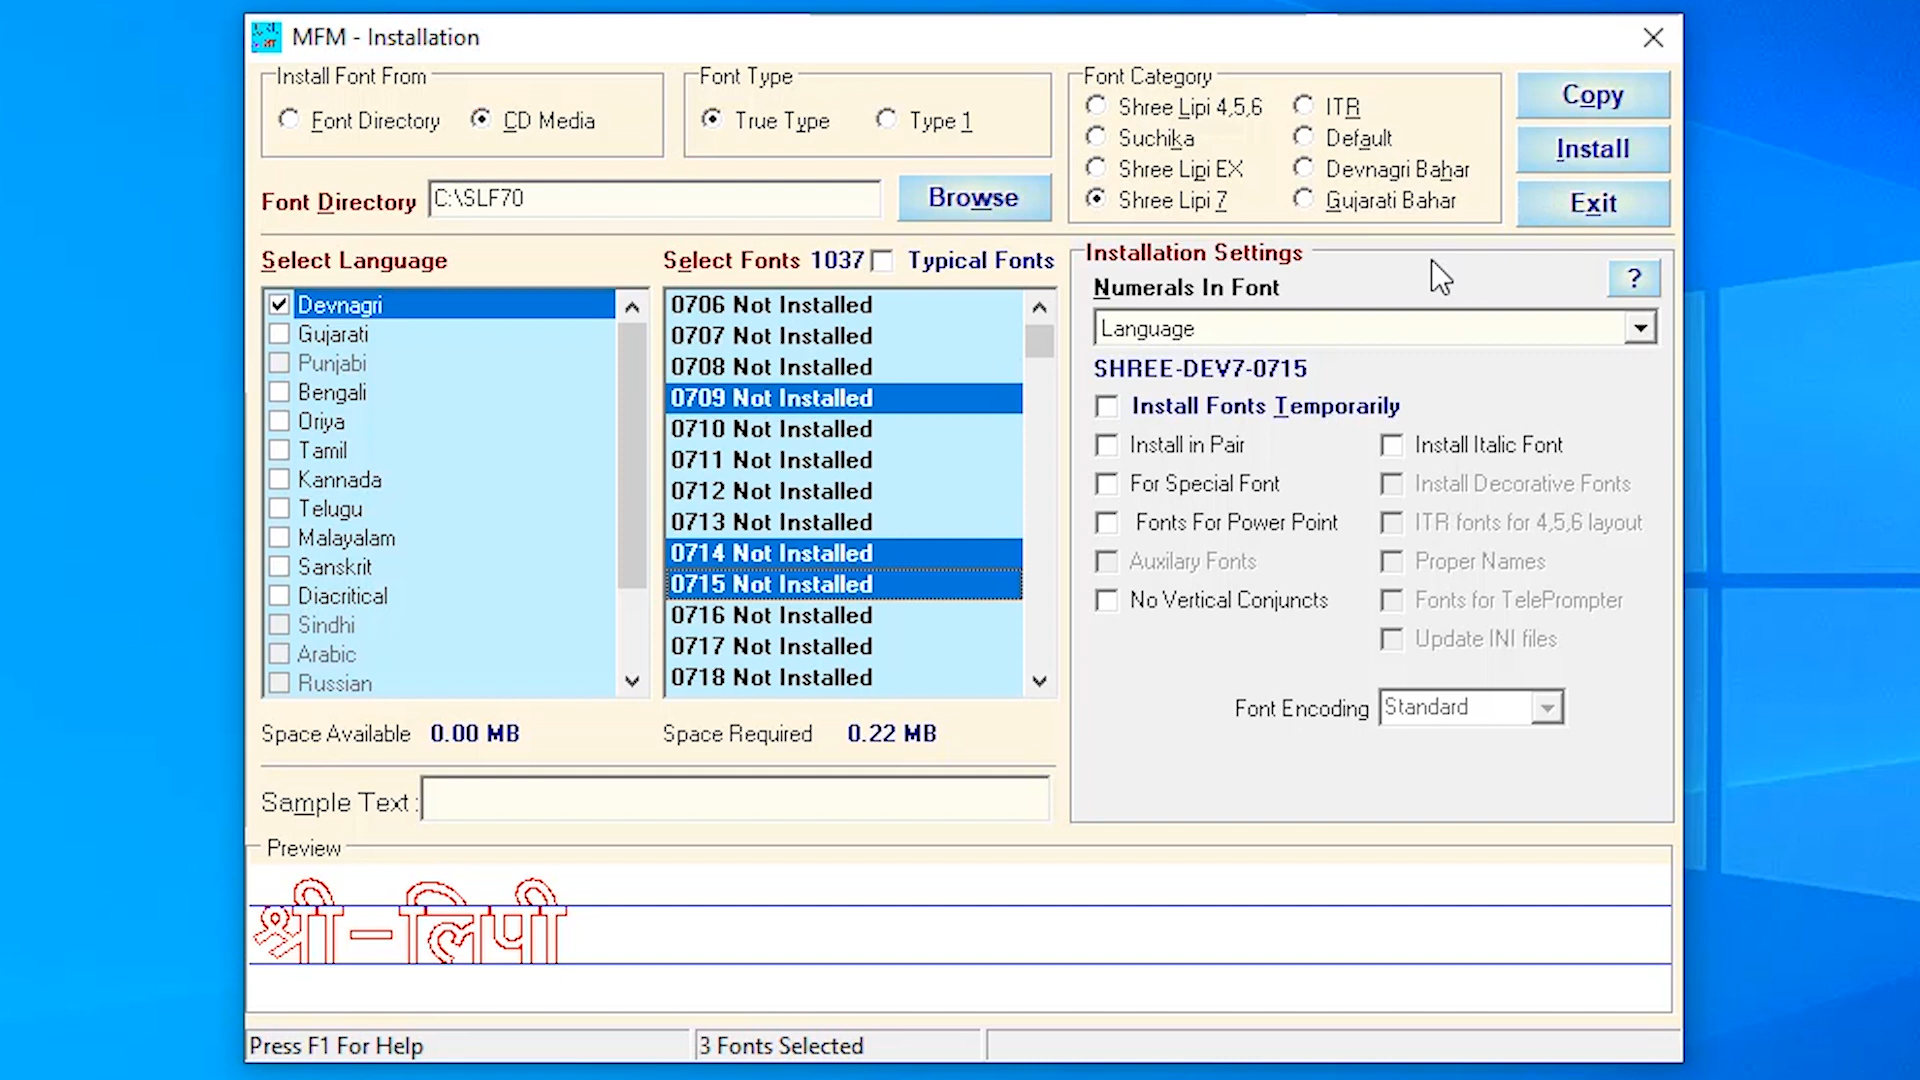 MFM - Installation
Install Font From
Font Directory
CD Media
Font Type
True Type
Type 1
Font Category
Shree Lipi 4,5,6
ITR
Suchika
Default
Shree Lipi EX
Devnagri Bahar
Shree Lipi 7
Gujarati Bahar
Copy
Install
Exit
Font Directory
C:\SLF70
Browse
Select Language
Devnagri
Gujarati
Punjabi
Bengali
Oriya
Tamil
Kannada
Telugu
Malayalam
Sanskrit
Diacritical
Sindhi
Arabic
Russian
Select Fonts 1037
Typical Fonts
0706 Not Installed
0707 Not Installed
0708 Not Installed
0709 Not Installed
0710 Not Installed
0711 Not Installed
0712 Not Installed
0713 Not Installed
0714 Not Installed
0715 Not Installed
0716 Not Installed
0717 Not Installed
0718 Not Installed
Installation Settings
?
Numerals In Font
Language
SHREE-DEV7-0715
Install Fonts Temporarily
Install in Pair
Install Italic Font
For Special Font
Install Decorative Fonts
Fonts For Power Point
ITR fonts for 4,5,6 layout
Auxilary Fonts
Proper Names
No Vertical Conjuncts
Fonts for TelePrompter
Update INI files
Font Encoding
Standard
Space Available 0.00 MB
Space Required 0.22 MB
Sample Text :
Preview
श्री-लिपी
Press F1 For Help
3 Fonts Selected